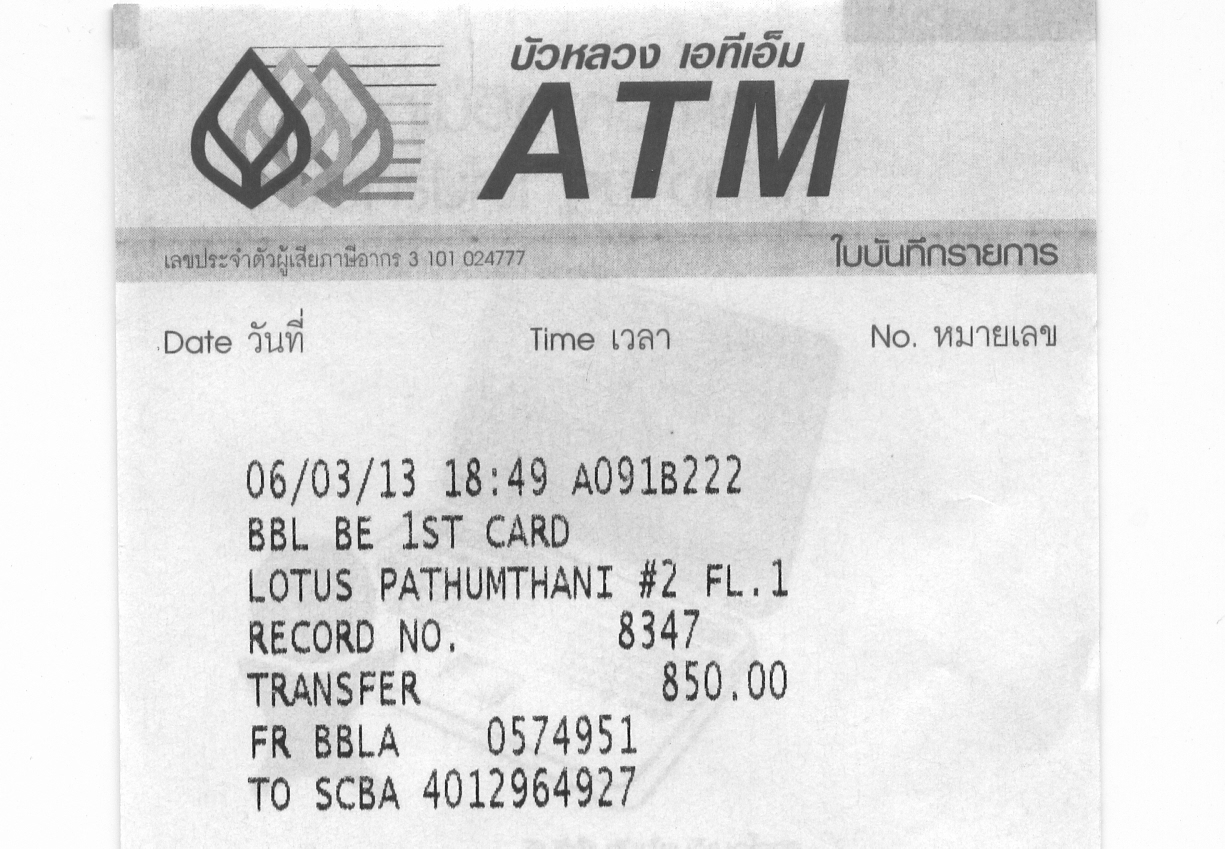 บัวหลวง เอทีเอ็ม
ATM
เลขประจำตัวผู้เสียภาษีอากร 3 101 024777 ใบบันทึกรายการ
Date วันที่ Time เวลา No. หมายเลข
06/03/13 18:49 A091B222
BBL BE 1ST CARD
LOTUS PATHUMTHANI #2 FL.1
RECORD NO. 8347
TRANSFER 850.00
FR BBLA 0574951
TO SCBA 4012964927